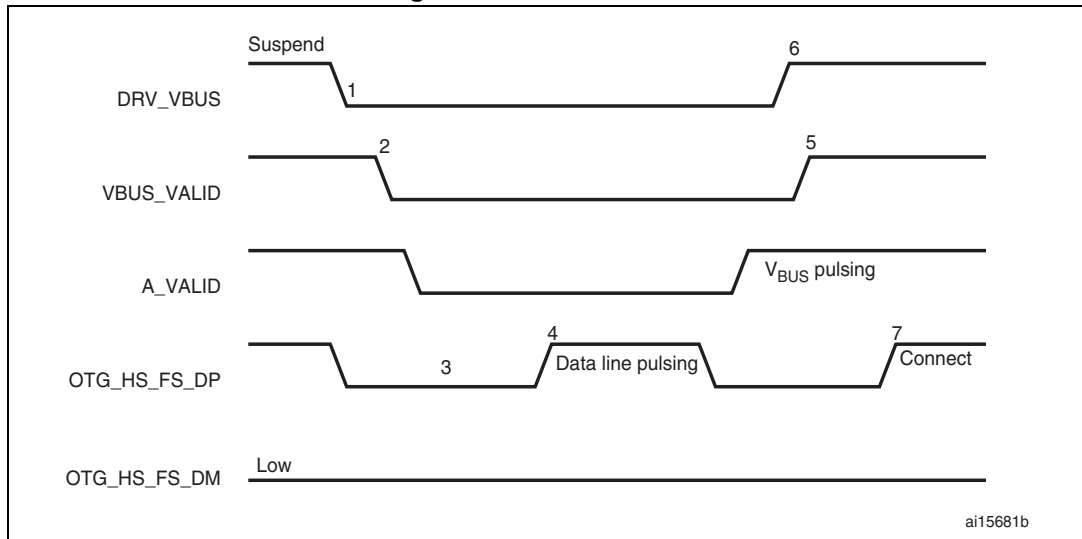 Suspend
6
DRV_VBUS
1
2
5
VBUS_VALID
A_VALID
VBUS pulsing
4
7
OTG_HS_FS_DP
3
Data line pulsing
Connect
OTG_HS_FS_DM
Low
ai15681b